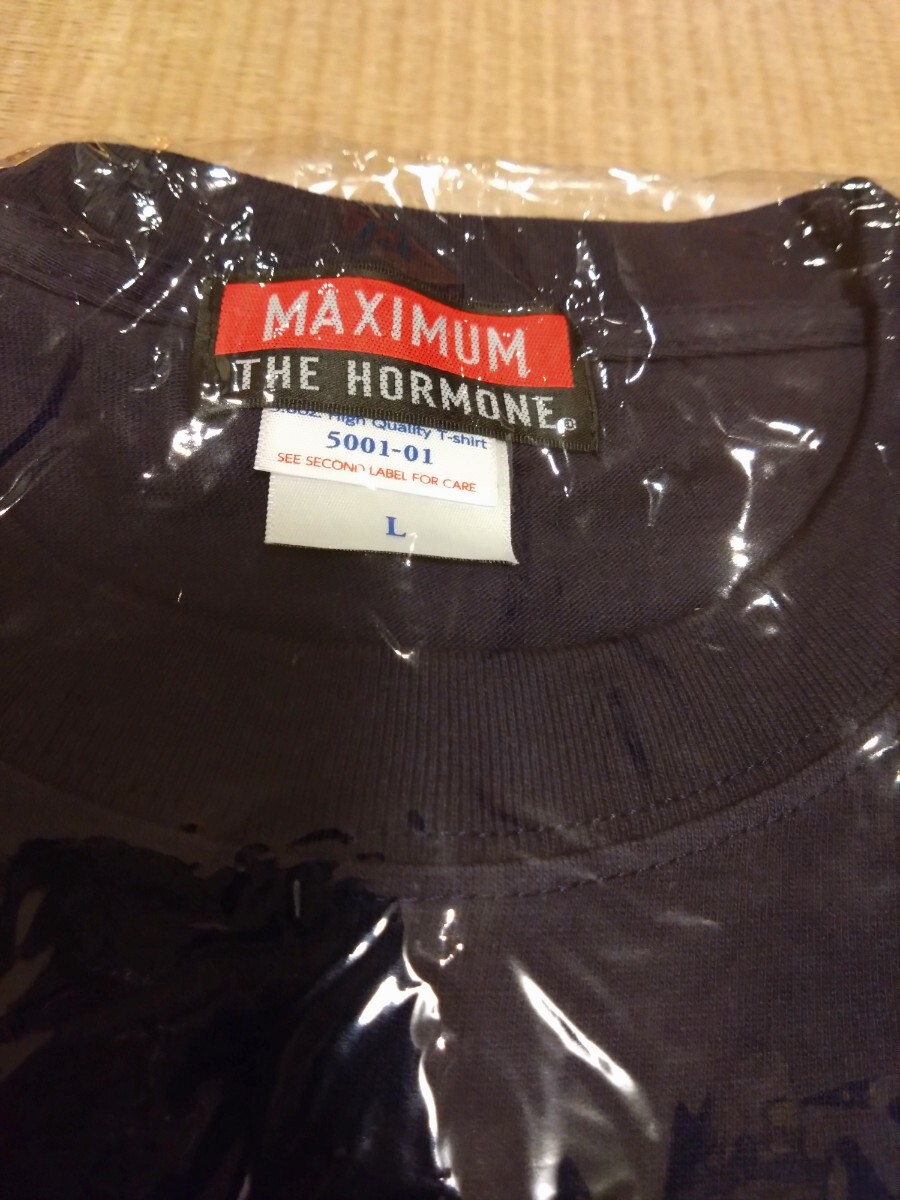 MAXIMUM
THE HORMONE®
High Quality T-shirt
5001-01
SEE SECOND LABEL FOR CARE
L